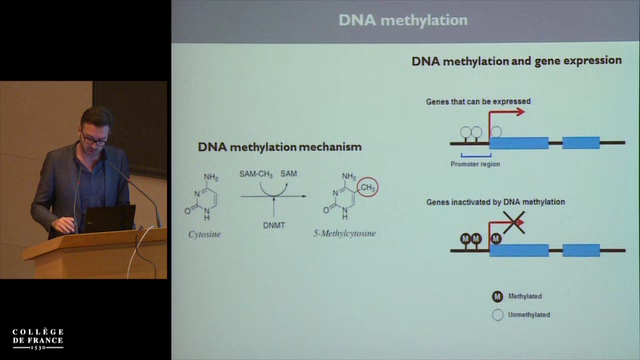 DNA methylation
DNA methylation and gene expression
Genes that can be expressed
Promoter region
DNA methylation mechanism
NH2
N
O
N
H
Cytosine
SAM-CH3
SAM
DNMT
NH2
CH3
N
O
N
H
5-Methylcytosine
Genes inactivated by DNA methylation
M M M
M Methylated
Unmethylated
COLLÈGE
DE FRANCE
1530